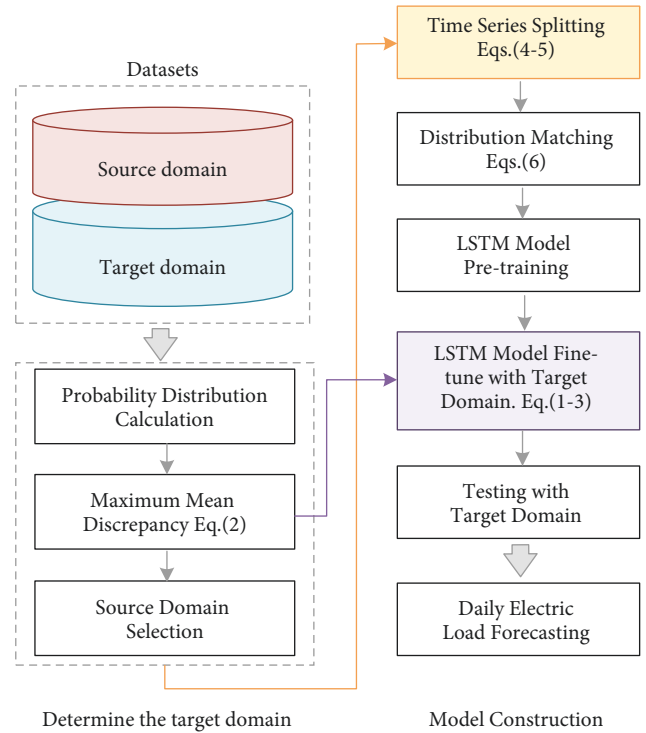 Datasets
Source domain
Target domain
Probability Distribution
Calculation
Maximum Mean
Discrepancy Eq.(2)
Source Domain
Selection
Determine the target domain
Time Series Splitting
Eqs.(4-5)
Distribution Matching
Eqs.(6)
LSTM Model
Pre-training
LSTM Model Fine-
tune with Target
Domain. Eq.(1-3)
Testing with
Target Domain
Daily Electric
Load Forecasting
Model Construction